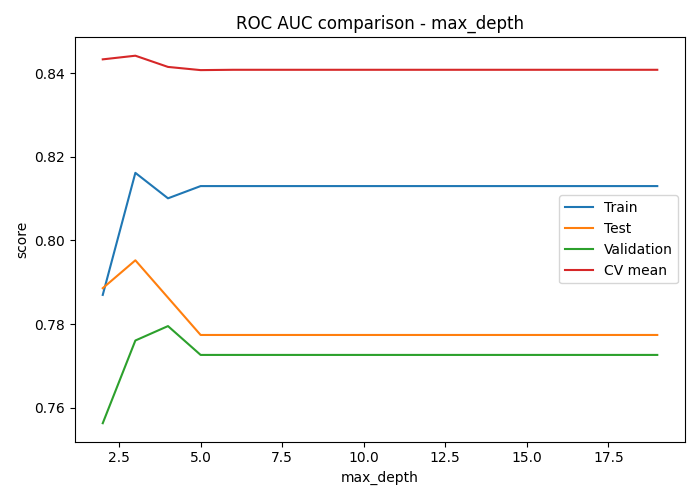 ROC AUC comparison - max_depth
score
0.84
0.82
0.80
0.78
0.76
Train
Test
Validation
CV mean
2.5 5.0 7.5 10.0 12.5 15.0 17.5
max_depth